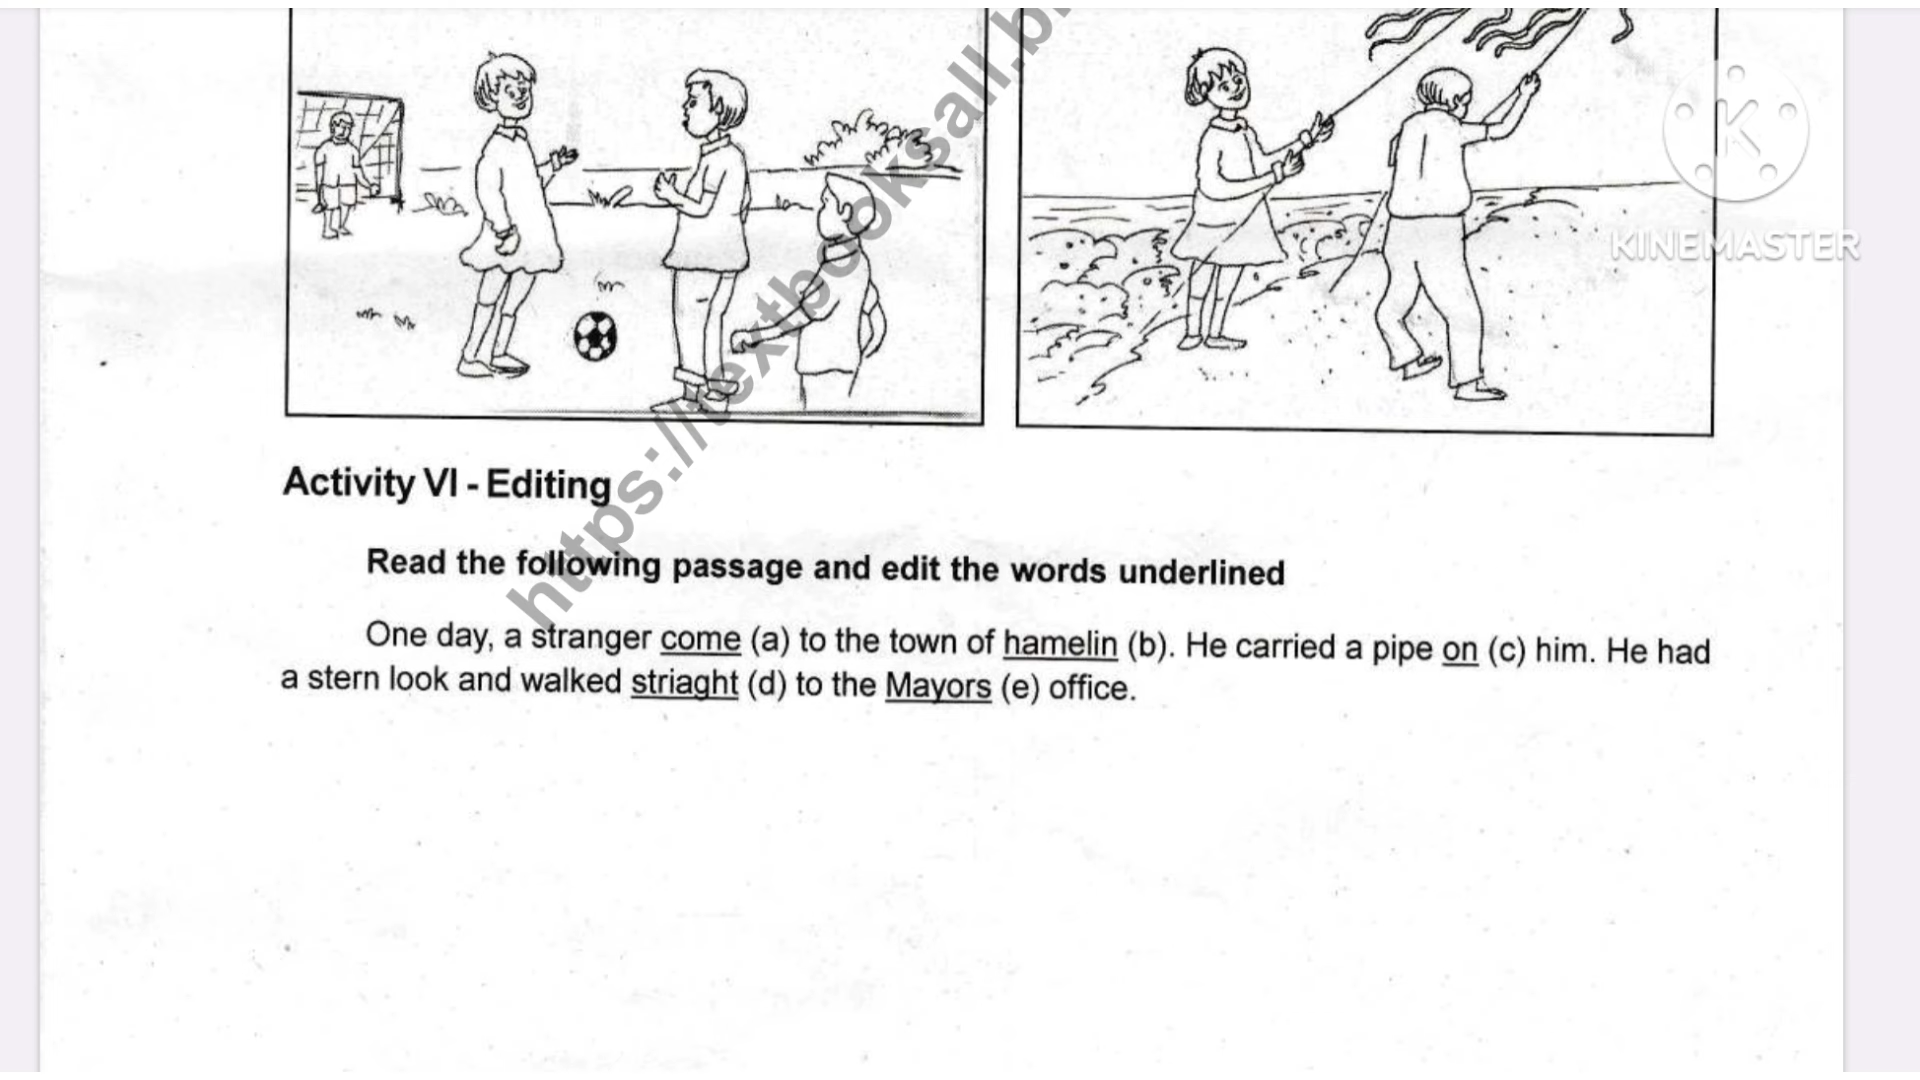 https://textbooksall.b
K
KINEMASTER
Activity VI - Editing
Read the following passage and edit the words underlined
One day, a stranger come (a) to the town of hamelin (b). He carried a pipe on (c) him. He had
a stern look and walked striaght (d) to the Mayors (e) office.